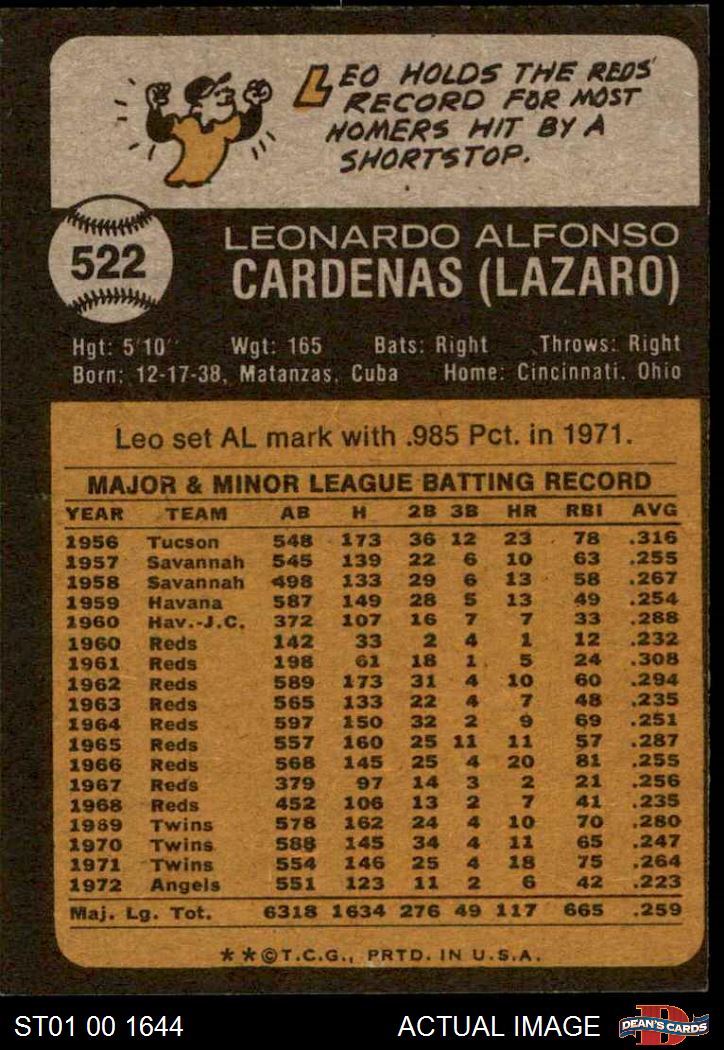 LEO HOLDS THE REDS'
RECORD FOR MOST
HOMERS HIT BY A
SHORTSTOP.
522
LEONARDO ALFONSO
CARDENAS (LAZARO)
Hgt: 5'10" Wgt: 165 Bats: Right Throws: Right
Born: 12-17-38, Matanzas, Cuba Home: Cincinnati, Ohio
Leo set AL mark with .985 Pct. in 1971.
MAJOR & MINOR LEAGUE BATTING RECORD
YEAR TEAM AB H 2B 3B HR RBI AVG
1956 Tucson 548 173 36 12 23 78 .316
1957 Savannah 545 139 22 6 10 63 .255
1958 Savannah 498 133 29 6 13 58 .267
1959 Havana 587 149 28 5 13 49 .254
1960 Hav.-J.C. 372 107 16 7 7 33 .288
1960 Reds 142 33 2 4 1 12 .232
1961 Reds 198 61 18 1 5 24 .308
1962 Reds 589 173 31 4 10 60 .294
1963 Reds 565 133 22 4 7 48 .235
1964 Reds 597 150 32 2 9 69 .251
1965 Reds 557 160 25 11 11 57 .287
1966 Reds 568 145 25 4 20 81 .255
1967 Reds 379 97 14 3 2 21 .256
1968 Reds 452 106 13 2 7 41 .235
1969 Twins 578 162 24 4 10 70 .280
1970 Twins 588 145 34 4 11 65 .247
1971 Twins 554 146 25 4 18 75 .264
1972 Angels 551 123 11 2 6 42 .223
Maj. Lg. Tot. 6318 1634 276 49 117 665 .259
**©T.C.G., PRTD. IN U.S.A.
ST01 00 1644 ACTUAL IMAGE D DEAN'S CARDS